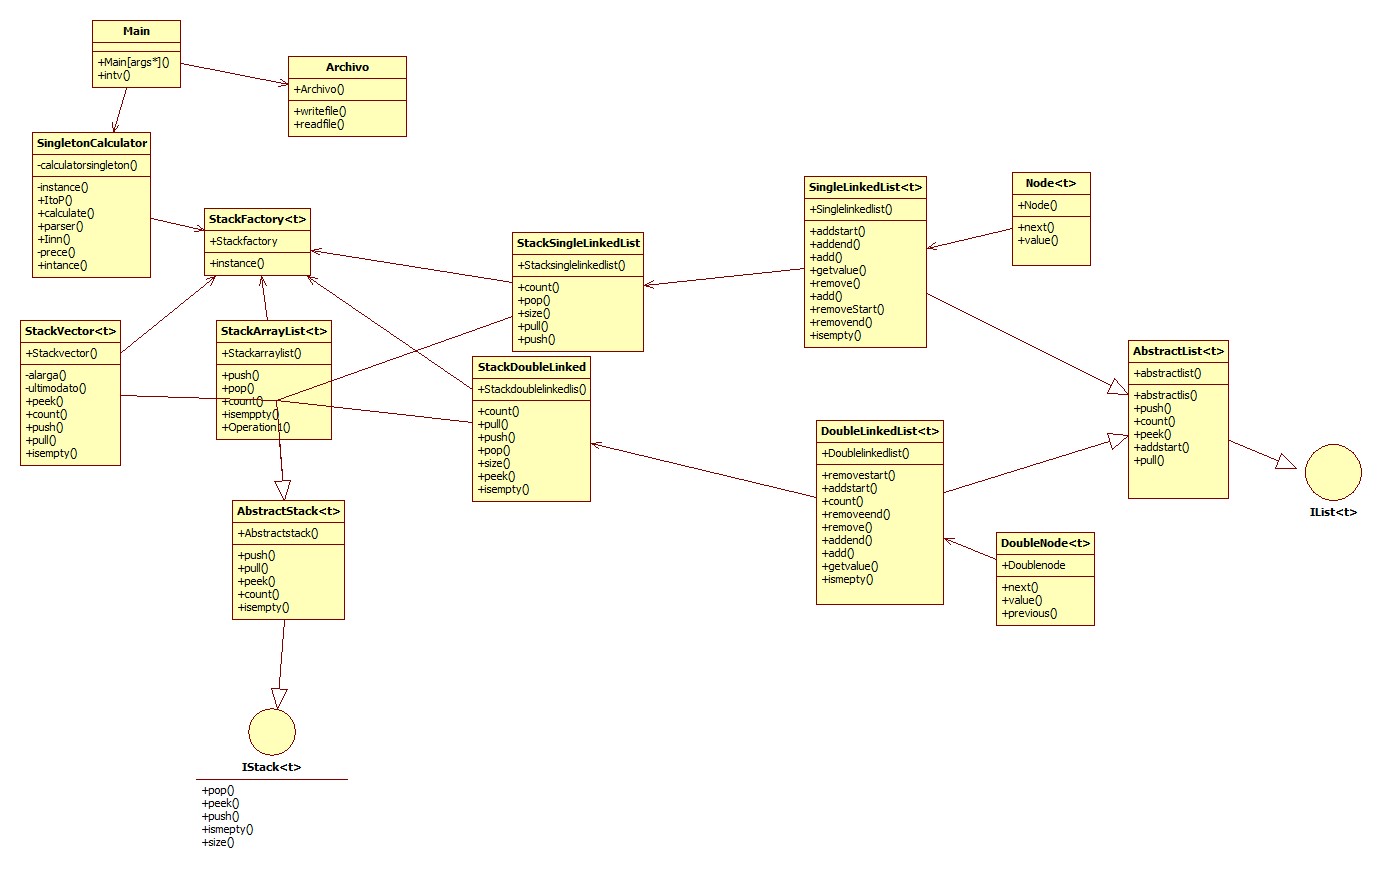 Main
+Main[args*]()
+intv()
Archivo
+Archivo()
+writefile()
+readfile()
SingletonCalculator
-calculatorsingleton()
-instance()
+ItoP()
+calculate()
+parser()
+Iinn()
-prece()
+intance()
StackFactory<t>
+Stackfactory
+instance()
StackVector<t>
+Stackvector()
-alarga()
-ultimodato()
+peek()
+count()
+push()
+pull()
+isempty()
StackArrayList<t>
+Stackarraylist()
+push()
+pop()
+count()
+isemppty()
+Operation1()
StackSingleLinkedList
+Stacksinglelinkedlist()
+count()
+pop()
+size()
+pull()
+push()
StackDoubleLinked
+Stackdoublelinkedlis()
+count()
+pull()
+push()
+pop()
+size()
+peek()
+isempty()
AbstractStack<t>
+Abstractstack()
+push()
+pull()
+peek()
+count()
+isempty()
IStack<t>
+pop()
+peek()
+push()
+ismepty()
+size()
SingleLinkedList<t>
+Singlelinkedlist()
+addstart()
+addend()
+add()
+getvalue()
+remove()
+add()
+removeStart()
+removend()
+isempty()
Node<t>
+Node()
+next()
+value()
DoubleLinkedList<t>
+Doublelinkedlist()
+removestart()
+addstart()
+count()
+removeend()
+remove()
+addend()
+add()
+getvalue()
+ismepty()
DoubleNode<t>
+Doublenode
+next()
+value()
+previous()
AbstractList<t>
+abstractlist()
+abstractlis()
+push()
+count()
+peek()
+addstart()
+pull()
IList<t>